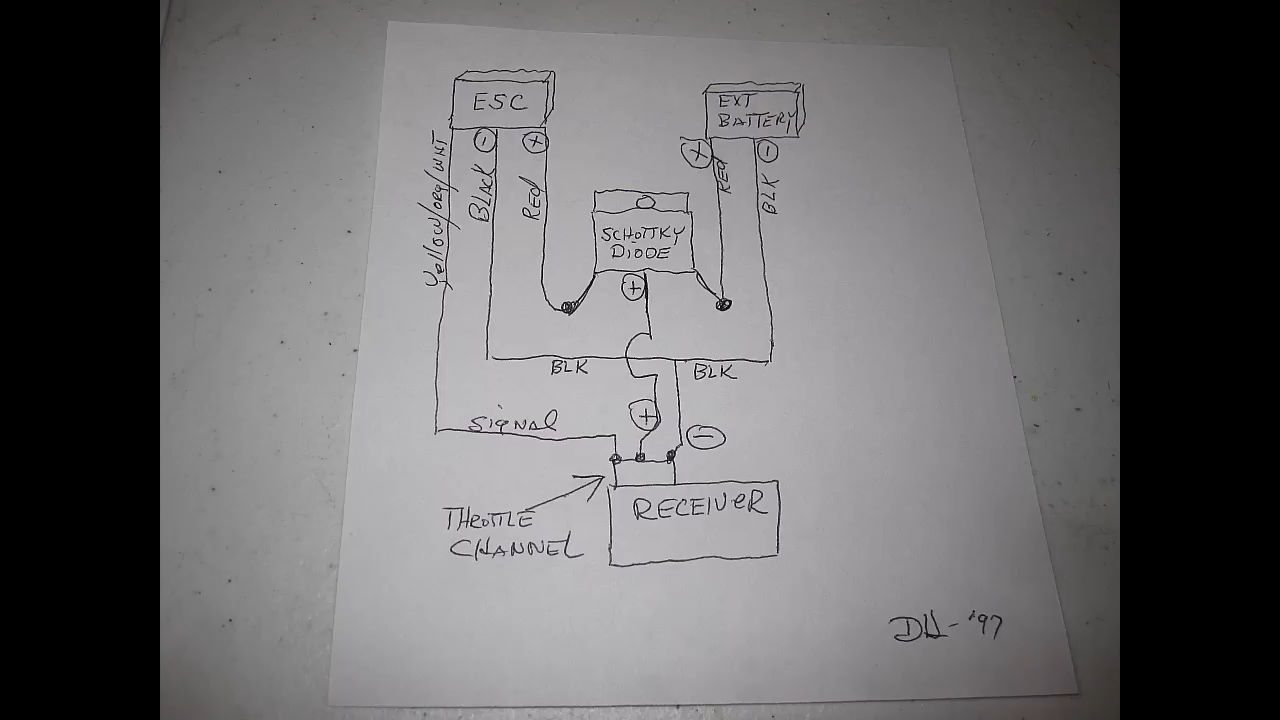 ESC
EXT
BATTERY
-
+
+
-
Yellow/org/WHT
Black
Red
Red
BLK
SCHOTTKY
DIODE
+
BLK
BLK
Signal
+
-
THROTTLE
CHANNEL
RECEIVeR
DH- '97